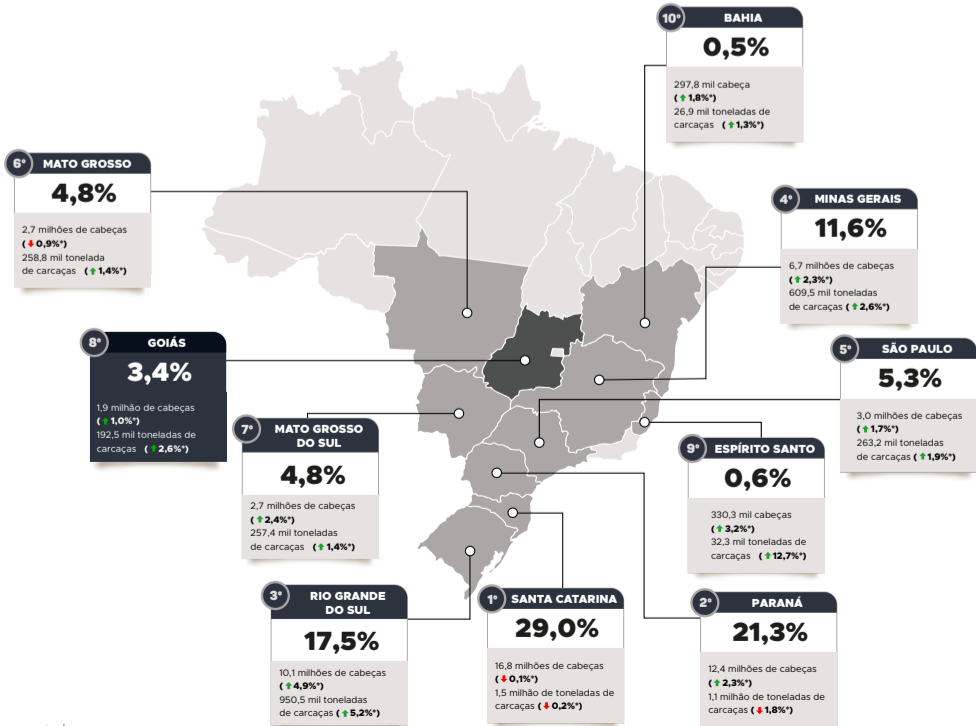 10º BAHIA
0,5%
297,8 mil cabeça
(⬆1,8%*)
26,9 mil toneladas de
carcaças (⬆1,3%*)
6º MATO GROSSO
4,8%
2,7 milhões de cabeças
(⬇0,9%*)
258,8 mil tonelada
de carcaças (⬆1,4%*)
4º MINAS GERAIS
11,6%
6,7 milhões de cabeças
(⬆2,3%*)
609,5 mil toneladas
de carcaças (⬆2,6%*)
8º GOIÁS
3,4%
1,9 milhão de cabeças
(⬆1,0%*)
192,5 mil toneladas de
carcaças (⬆2,6%*)
5º SÃO PAULO
5,3%
3,0 milhões de cabeças
(⬆1,7%*)
263,2 mil toneladas
de carcaças (⬆1,9%*)
7º MATO GROSSO
DO SUL
4,8%
2,7 milhões de cabeças
(⬆2,4%*)
257,4 mil toneladas
de carcaças (⬆1,4%*)
9º ESPÍRITO SANTO
0,6%
330,3 mil cabeças
(⬆3,2%*)
32,3 mil toneladas de
carcaças (⬆12,7%*)
3º RIO GRANDE
DO SUL
17,5%
10,1 milhões de cabeças
(⬆4,9%*)
950,5 mil toneladas
de carcaças (⬆5,2%*)
1º SANTA CATARINA
29,0%
16,8 milhões de cabeças
(⬇0,1%*)
1,5 milhão de toneladas de
carcaças (⬇0,2%*)
2º PARANÁ
21,3%
12,4 milhões de cabeças
(⬆2,3%*)
1,1 milhão de toneladas de
carcaças (⬇1,8%*)